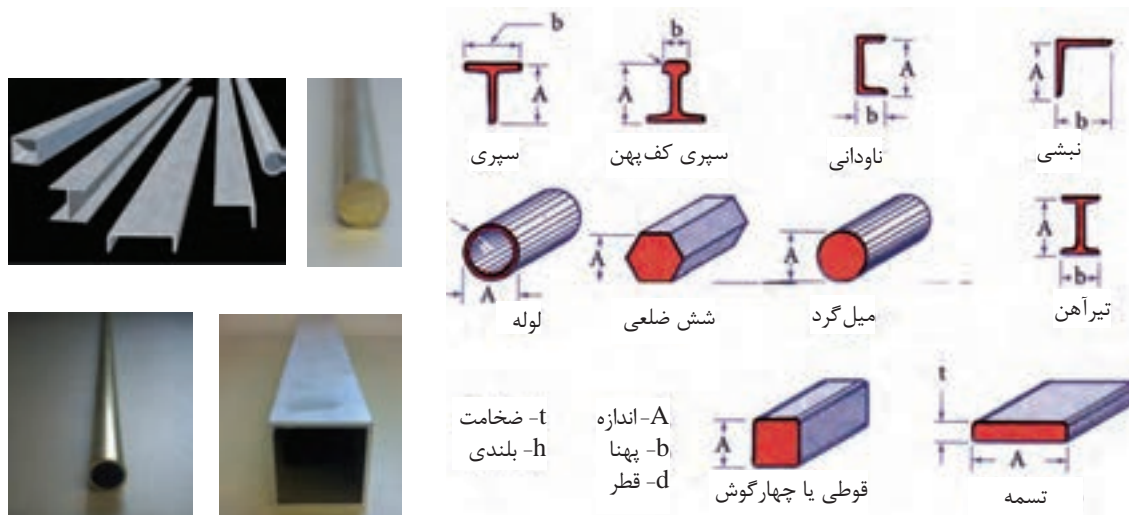 b
b
A
A
A
A
b
b
سپری
سپری کف‌پهن
ناودانی
نبشی
A
A
A
A
b
لوله
شش ضلعی
میل‌گرد
تیرآهن
t
A
A
A- اندازه
t- ضخامت
b- پهنا
h- بلندی
d- قطر
قوطی یا چهارگوش
تسمه